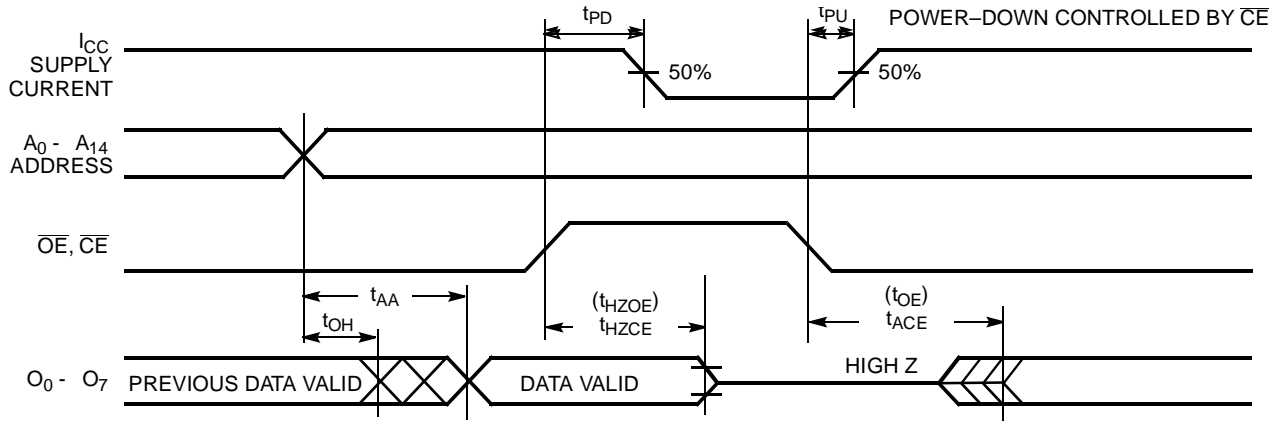 tPD
tPU
POWER–DOWN CONTROLLED BY CE
ICC
SUPPLY
CURRENT
50%
50%
A0 - A14
ADDRESS
OE, CE
tAA
(tHZOE)
(tOE)
tOH
tHZCE
tACE
O0 - O7
PREVIOUS DATA VALID
DATA VALID
HIGH Z